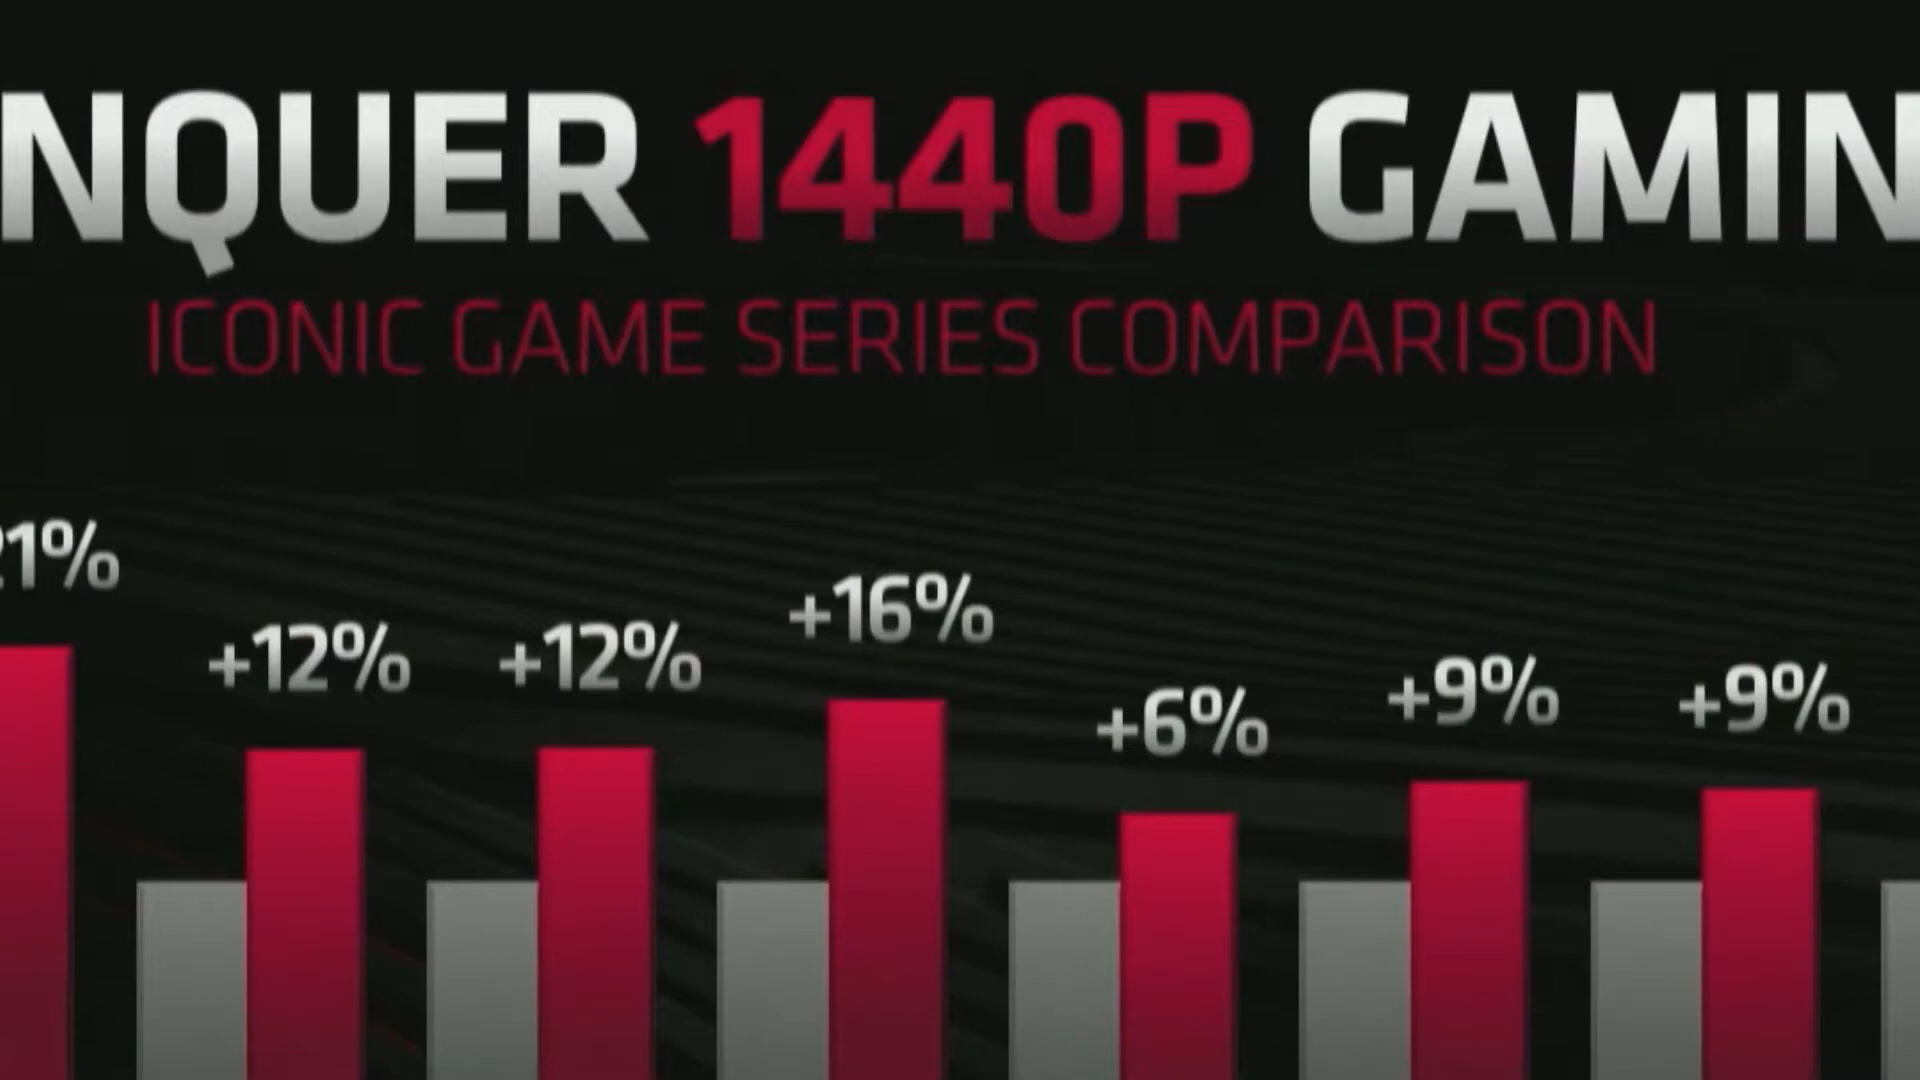 NQUER 1440P GAMIN
ICONIC GAME SERIES COMPARISON
21% +12% +12% +16% +6% +9% +9%